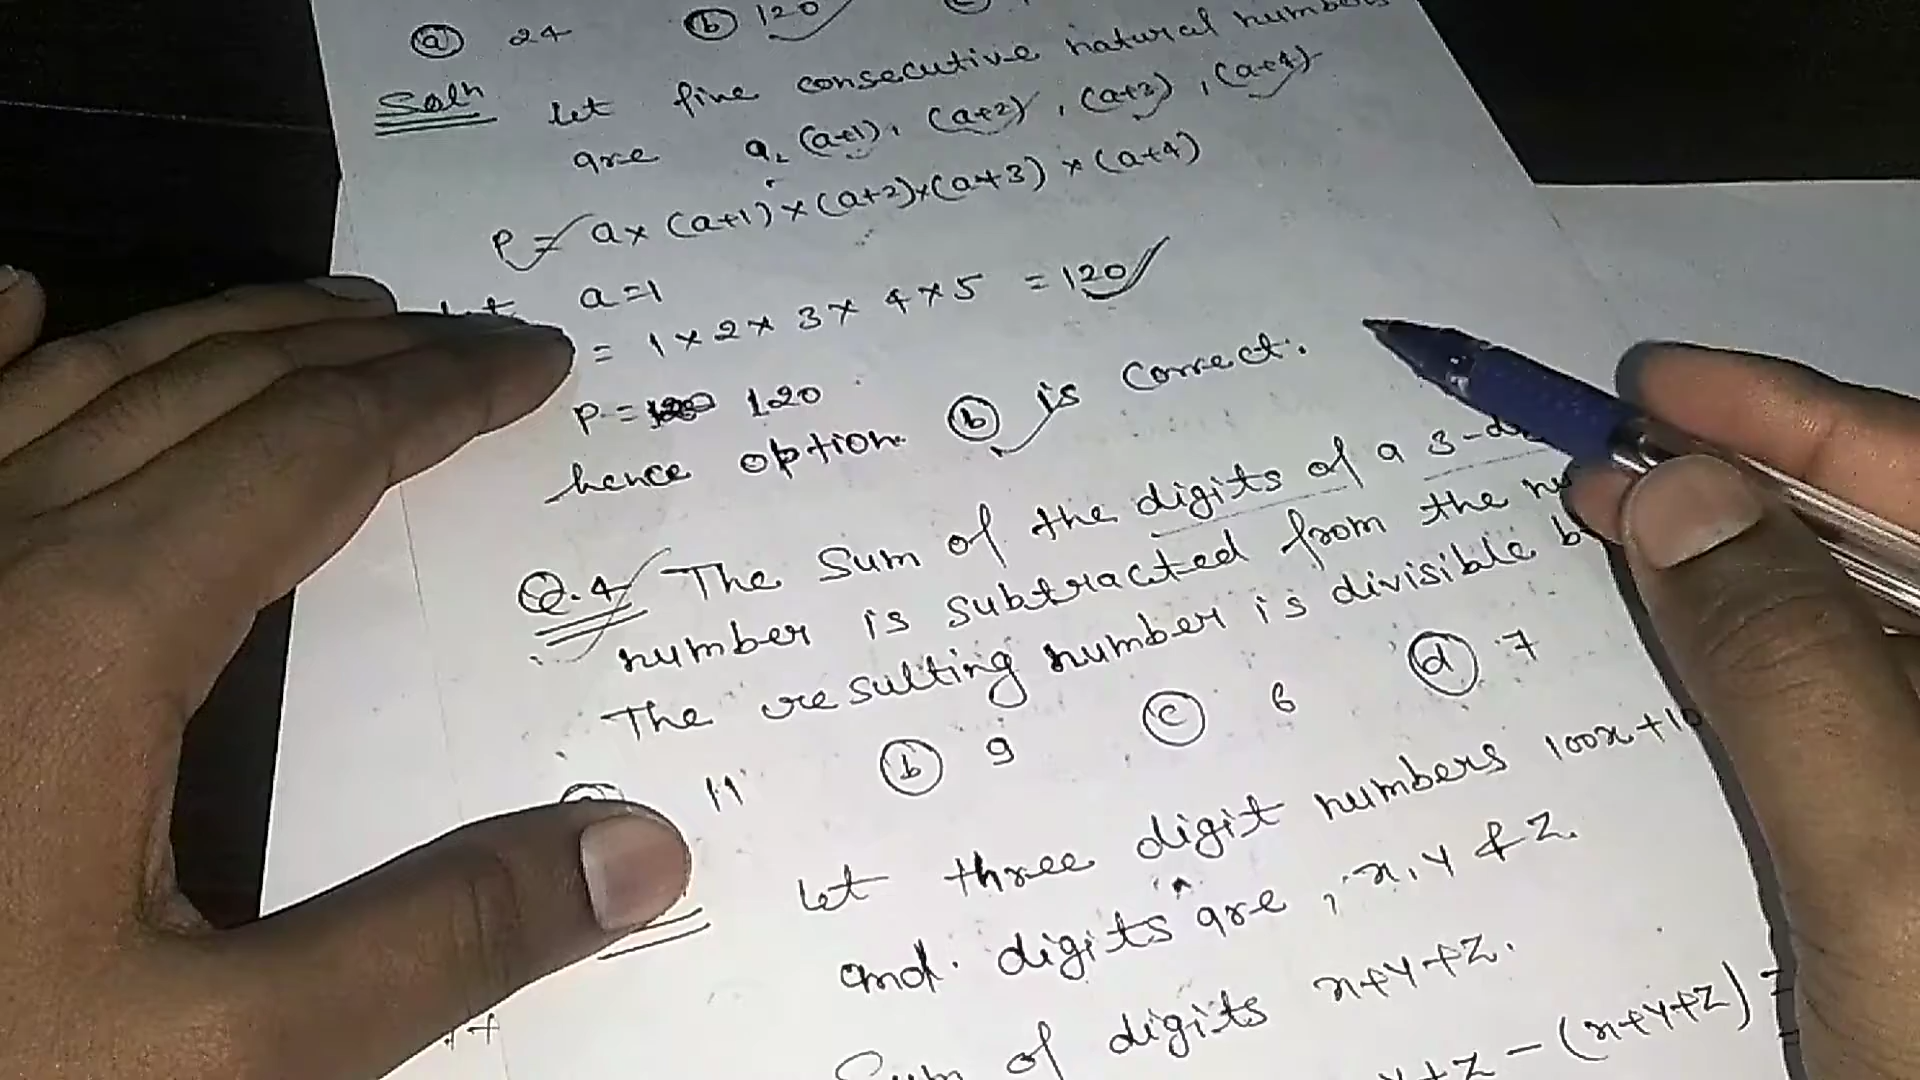 ⓐ 24 ⓑ 120
Soln let five consecutive natural numbers
are a, (a+1), (a+2), (a+3), (a+4)
P = a×(a+1)×(a+2)×(a+3)×(a+4)
a=1
= 1×2×3×4×5 = 120
P = 120
hence option ⓑ is correct.
Q.4 The sum of the digits of a 3-
number is subtracted from the
The resulting number is divisible
11 ⓑ 9 ⓒ 6 ⓓ 7
let three digit numbers 100x+10
and. digits are, x, y & z.
Sum of digits x+y+z.
+z-(x+y+z) =